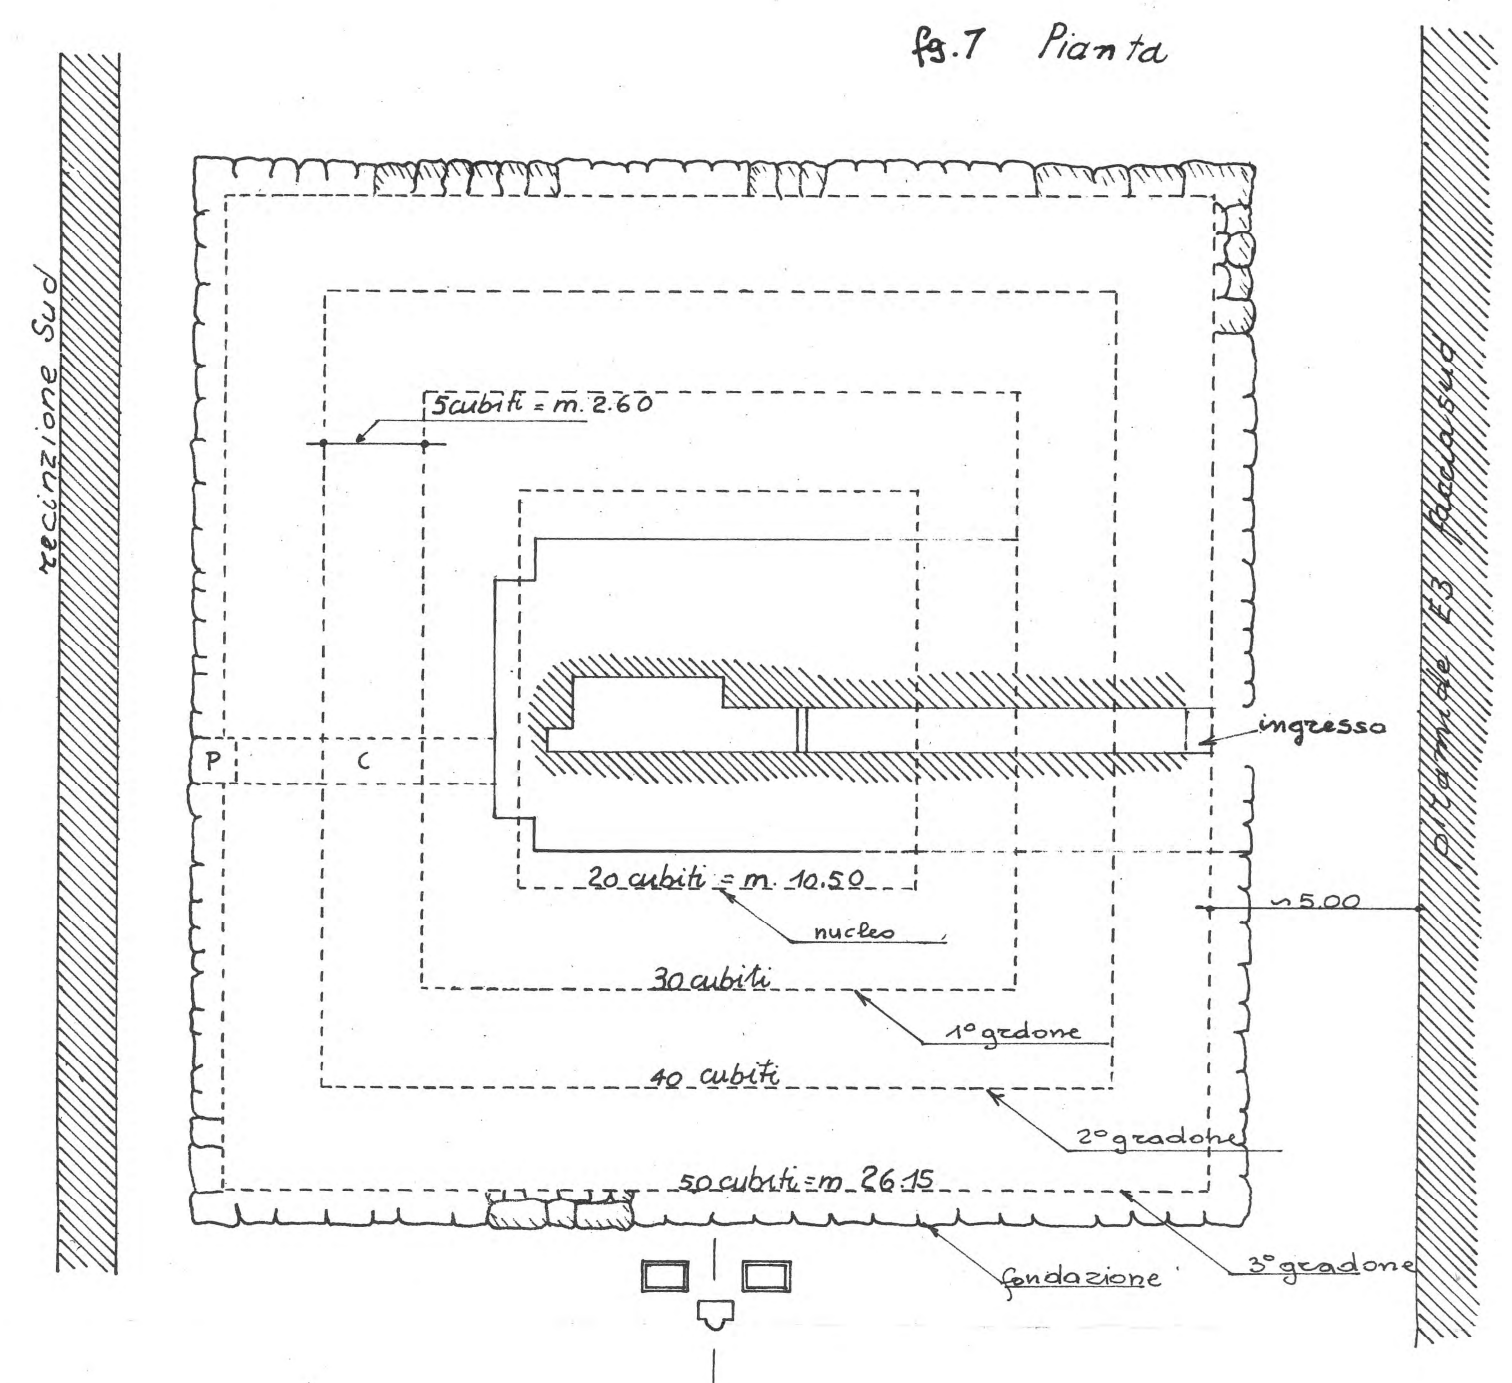 fg.7 Pianta
recinzione Sud
piramide E3 facciasud
5cubiti = m. 2.60
ingresso
P
C
20 cubiti = m. 10.50
~5.00
nucleo
30 cubiti
1° grdone
40 cubiti
2° gradone
50 cubiti = m 26.15
3° gradone
fondazione